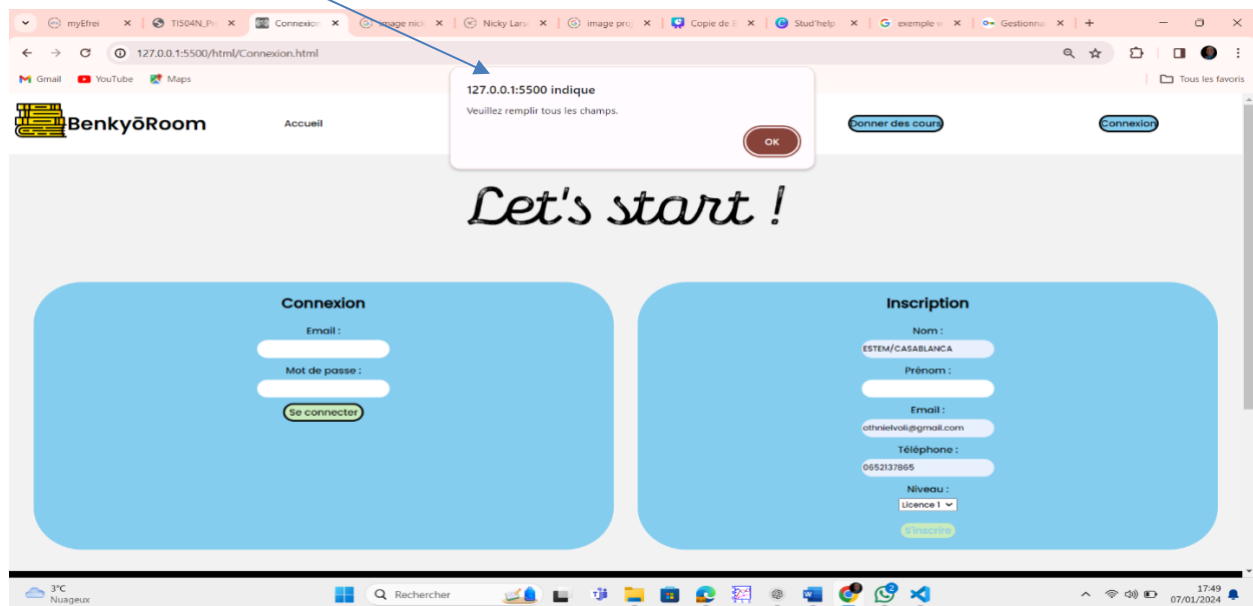 myEfrei
TI504N_Pr
Connexion
image nick
Nicky Lars
image proj
Copie de E
Stud'help
exemple w
Gestionna
127.0.0.1:5500/html/Connexion.html
Gmail
YouTube
Maps
Tous les favoris
127.0.0.1:5500 indique
Veuillez remplir tous les champs.
OK
BenkyōRoom
Accueil
Donner des cours
Connexion
Let's start !
Connexion
Email :
Mot de passe :
Se connecter
Inscription
Nom :
ESTEM/CASABLANCA
Prénom :
Email :
othnielvoli@gmail.com
Téléphone :
0652137865
Niveau :
Licence 1
S'inscrire
3°C
Nuageux
Rechercher
17:49
07/01/2024